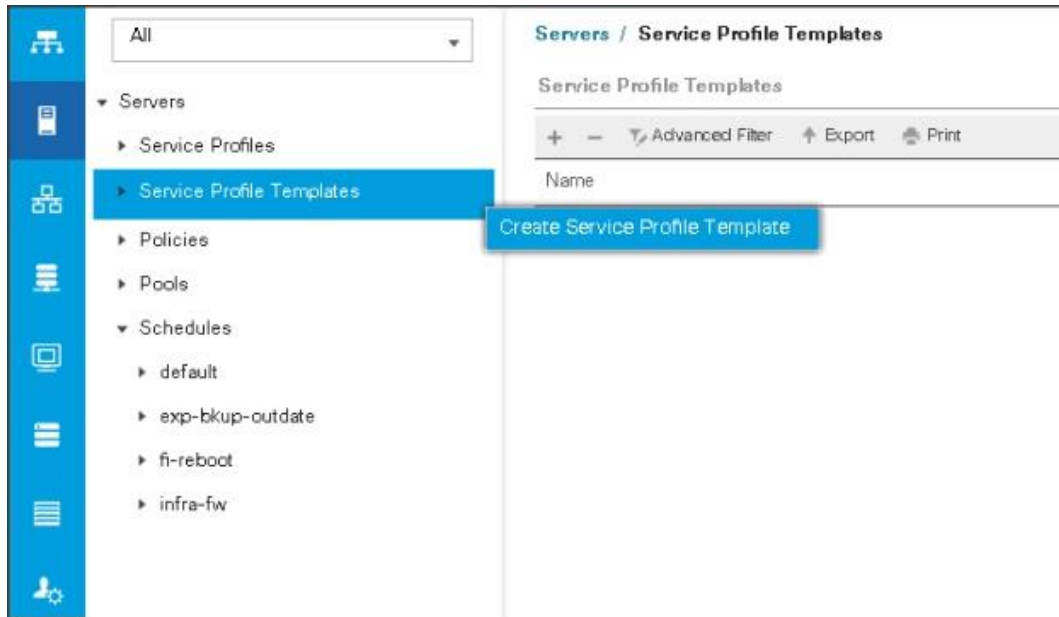 All
Servers
Service Profiles
Service Profile Templates
Policies
Pools
Schedules
default
exp-bkup-outdate
fi-reboot
infra-fw
Create Service Profile Template
Servers / Service Profile Templates
Service Profile Templates
+ − Advanced Filter Export Print
Name